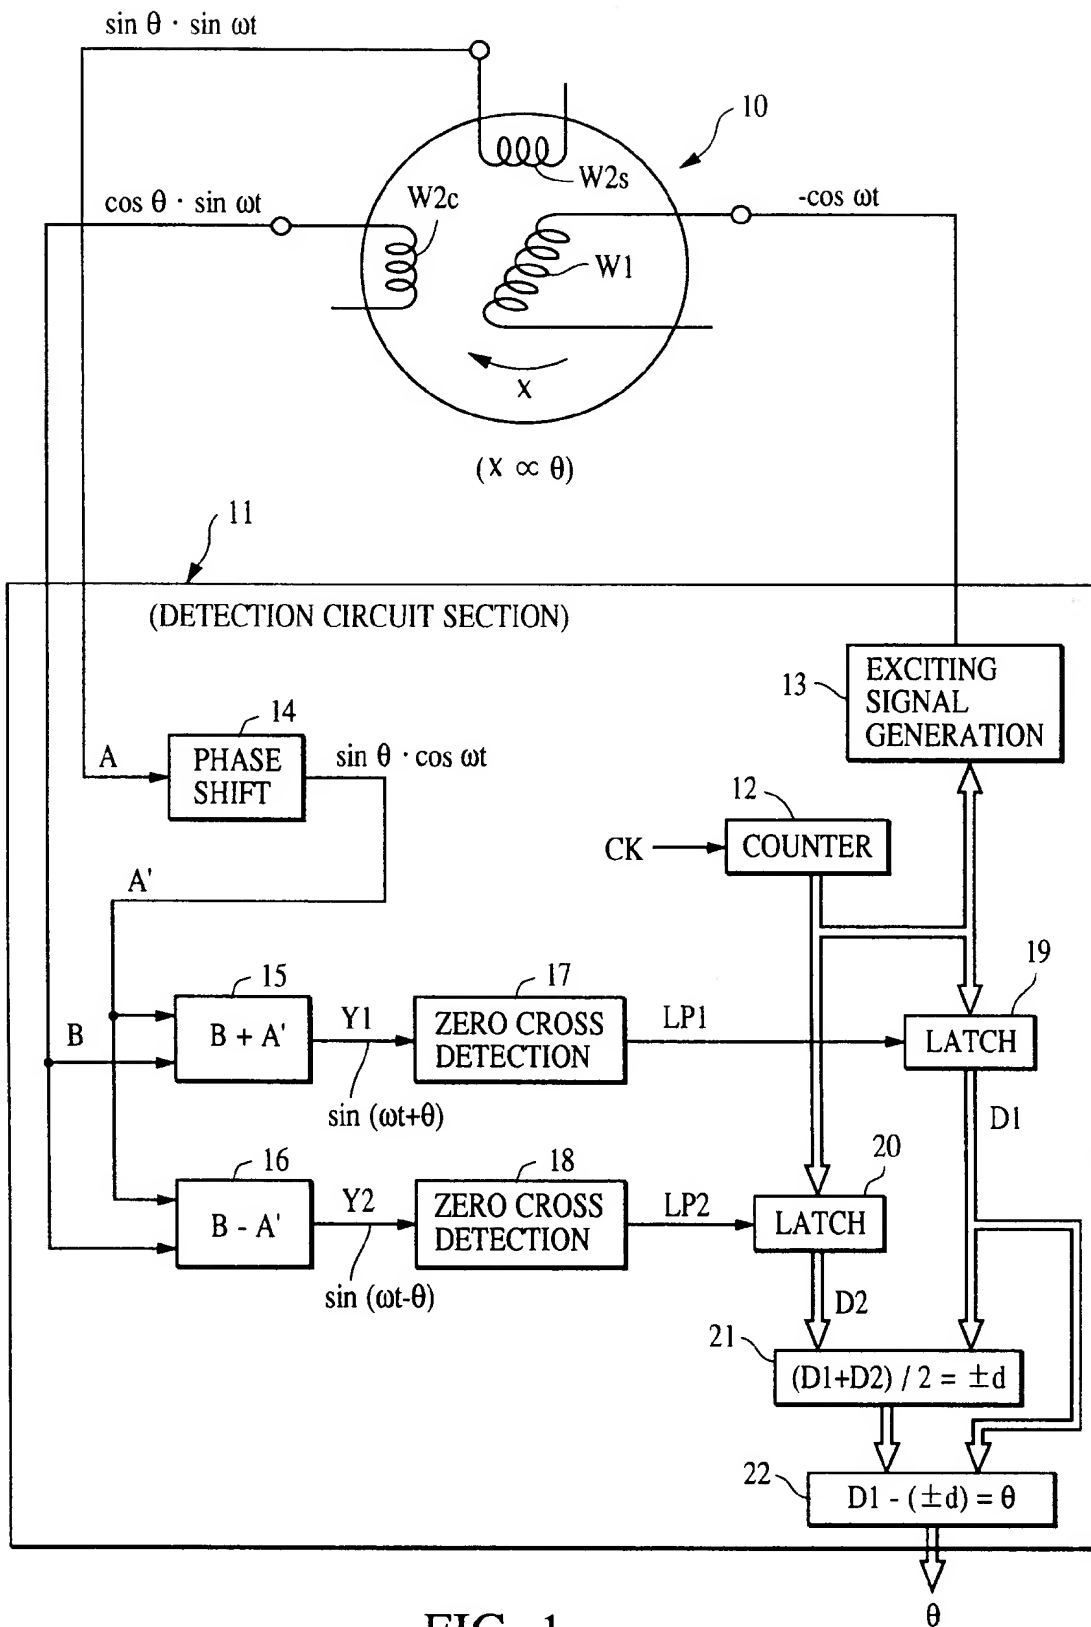 sin θ · sin ωt
10
W2s
cos θ · sin ωt
W2c
-cos ωt
W1
X
(X ∝ θ)
11
(DETECTION CIRCUIT SECTION)
13
EXCITING
SIGNAL
GENERATION
14
A
PHASE
SHIFT
sin θ · cos ωt
12
CK
COUNTER
A'
15
17
19
B
B + A'
Y1
ZERO CROSS
DETECTION
LP1
LATCH
sin (ωt+θ)
D1
16
18
20
B - A'
Y2
ZERO CROSS
DETECTION
LP2
LATCH
sin (ωt-θ)
D2
21
(D1+D2) / 2 = ±d
22
D1 - (±d) = θ
θ
FIG. 1